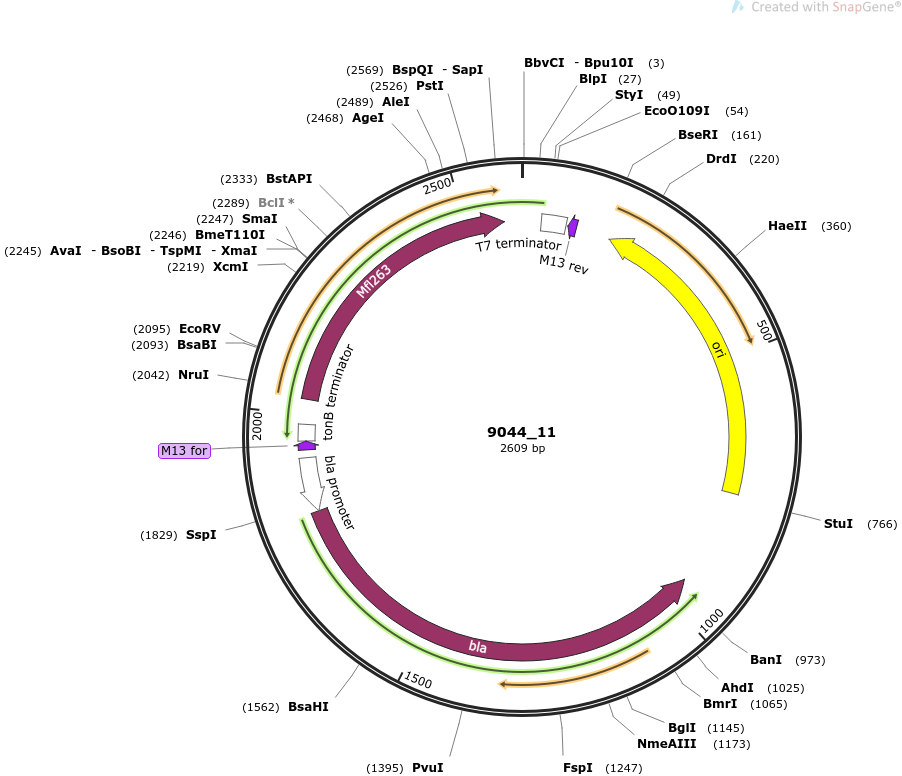 Created with SnapGene®
(2569) BspQI - SapI
(2526) PstI
(2489) AleI
(2468) AgeI
BbvCI - Bpu10I (3)
BlpI (27)
StyI (49)
EcoO109I (54)
BseRI (161)
DrdI (220)
HaeII (360)
StuI (766)
BanI (973)
AhdI (1025)
BmrI (1065)
BglI (1145)
NmeAIII (1173)
FspI (1247)
(1395) PvuI
(1562) BsaHI
(1829) SspI
M13 for
(2042) NruI
(2093) BsaBI
(2095) EcoRV
(2219) XcmI
(2245) AvaI - BsoBI - TspMI - XmaI
(2246) BmeT110I
(2247) SmaI
(2289) BclI *
(2333) BstAPI
2500
500
1000
1500
2000
T7 terminator
M13 rev
Mfl263
ori
tonB terminator
bla promoter
bla
9044_11
2609 bp